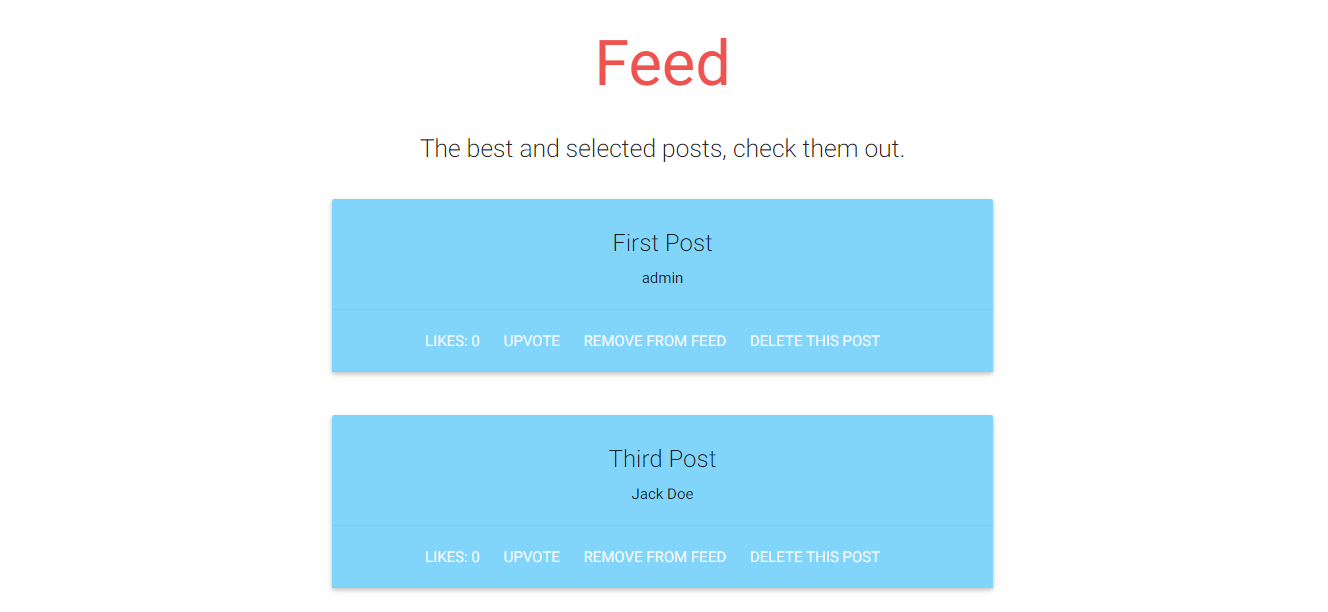 Feed
The best and selected posts, check them out.
First Post
admin
LIKES: 0 UPVOTE REMOVE FROM FEED DELETE THIS POST
Third Post
Jack Doe
LIKES: 0 UPVOTE REMOVE FROM FEED DELETE THIS POST